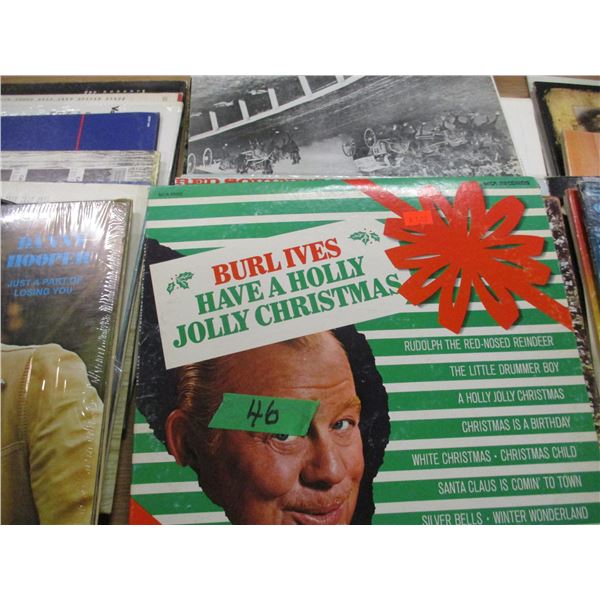 MCA RECORDS
BURL IVES
HAVE A HOLLY
JOLLY CHRISTMAS
RUDOLPH THE RED-NOSED REINDEER
THE LITTLE DRUMMER BOY
A HOLLY JOLLY CHRISTMAS
CHRISTMAS IS A BIRTHDAY
WHITE CHRISTMAS • CHRISTMAS CHILD
SANTA CLAUS IS COMIN' TO TOWN
SILVER BELLS • WINTER WONDERLAND
46
HOOPER
JUST A PART OF
LOSING YOU